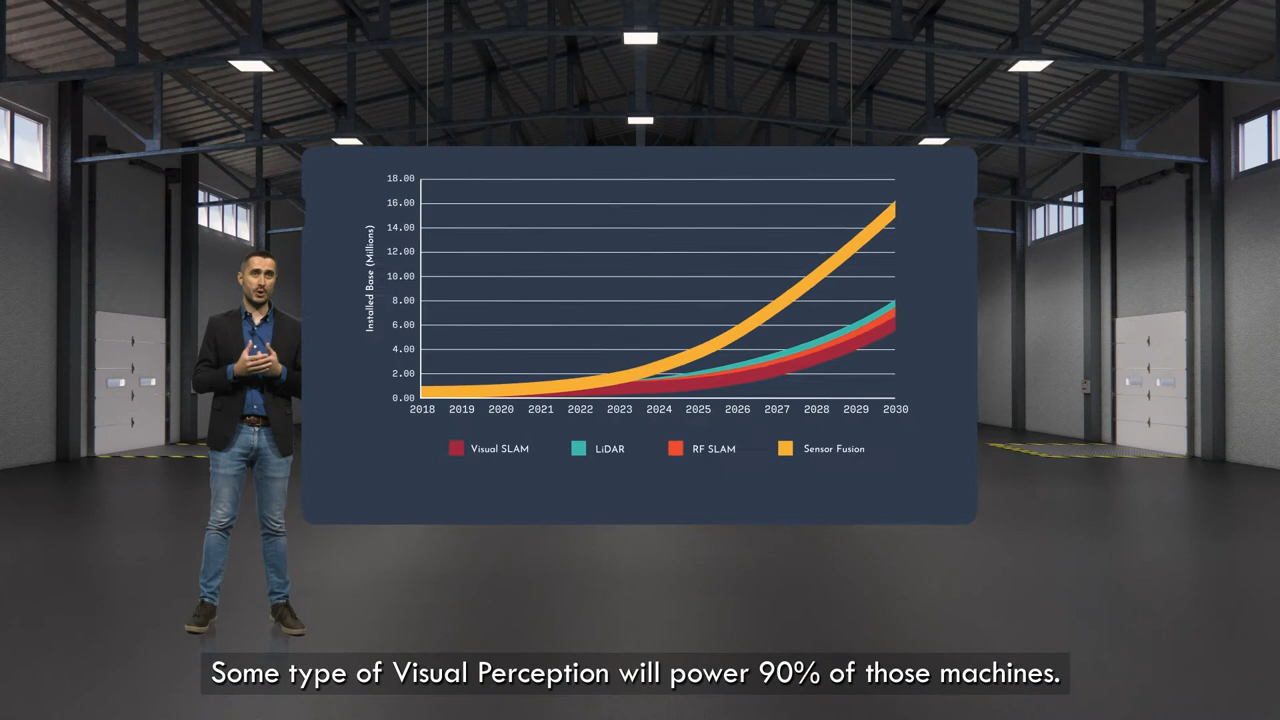 18.00
16.00
14.00
12.00
10.00
8.00
6.00
4.00
2.00
0.00
Installed Base (Millions)
2018 2019 2020 2021 2022 2023 2024 2025 2026 2027 2028 2029 2030
Visual SLAM LiDAR RF SLAM Sensor Fusion
Some type of Visual Perception will power 90% of those machines.